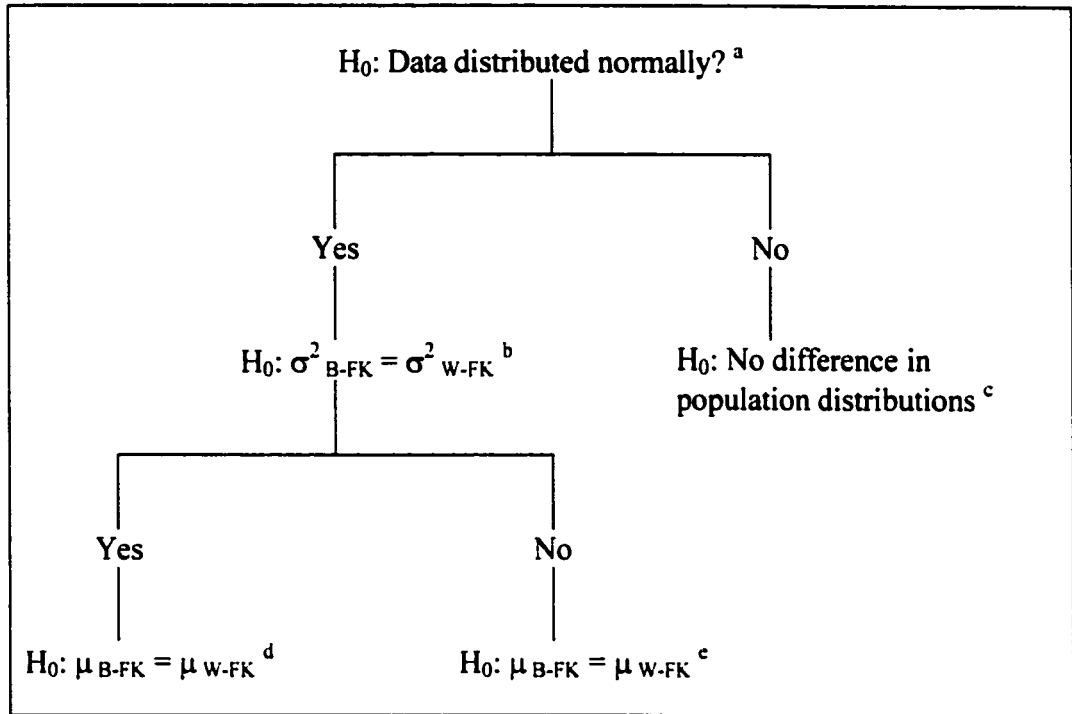 H₀: Data distributed normally? ᵃ
Yes
No
H₀: σ² B-FK = σ² W-FK ᵇ
H₀: No difference in
population distributions ᶜ
Yes
No
H₀: μ B-FK = μ W-FK ᵈ
H₀: μ B-FK = μ W-FK ᵉ